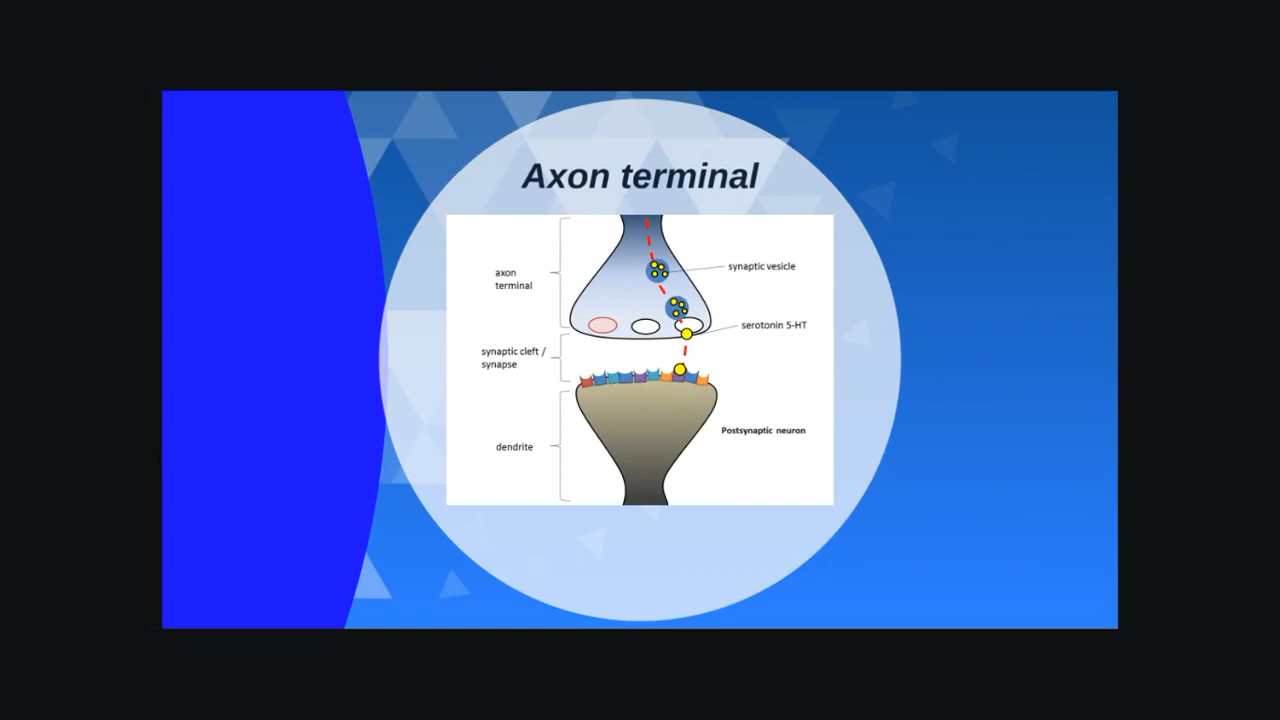 Axon terminal
axon
terminal
synaptic vesicle
serotonin 5-HT
synaptic cleft /
synapse
Postsynaptic neuron
dendrite